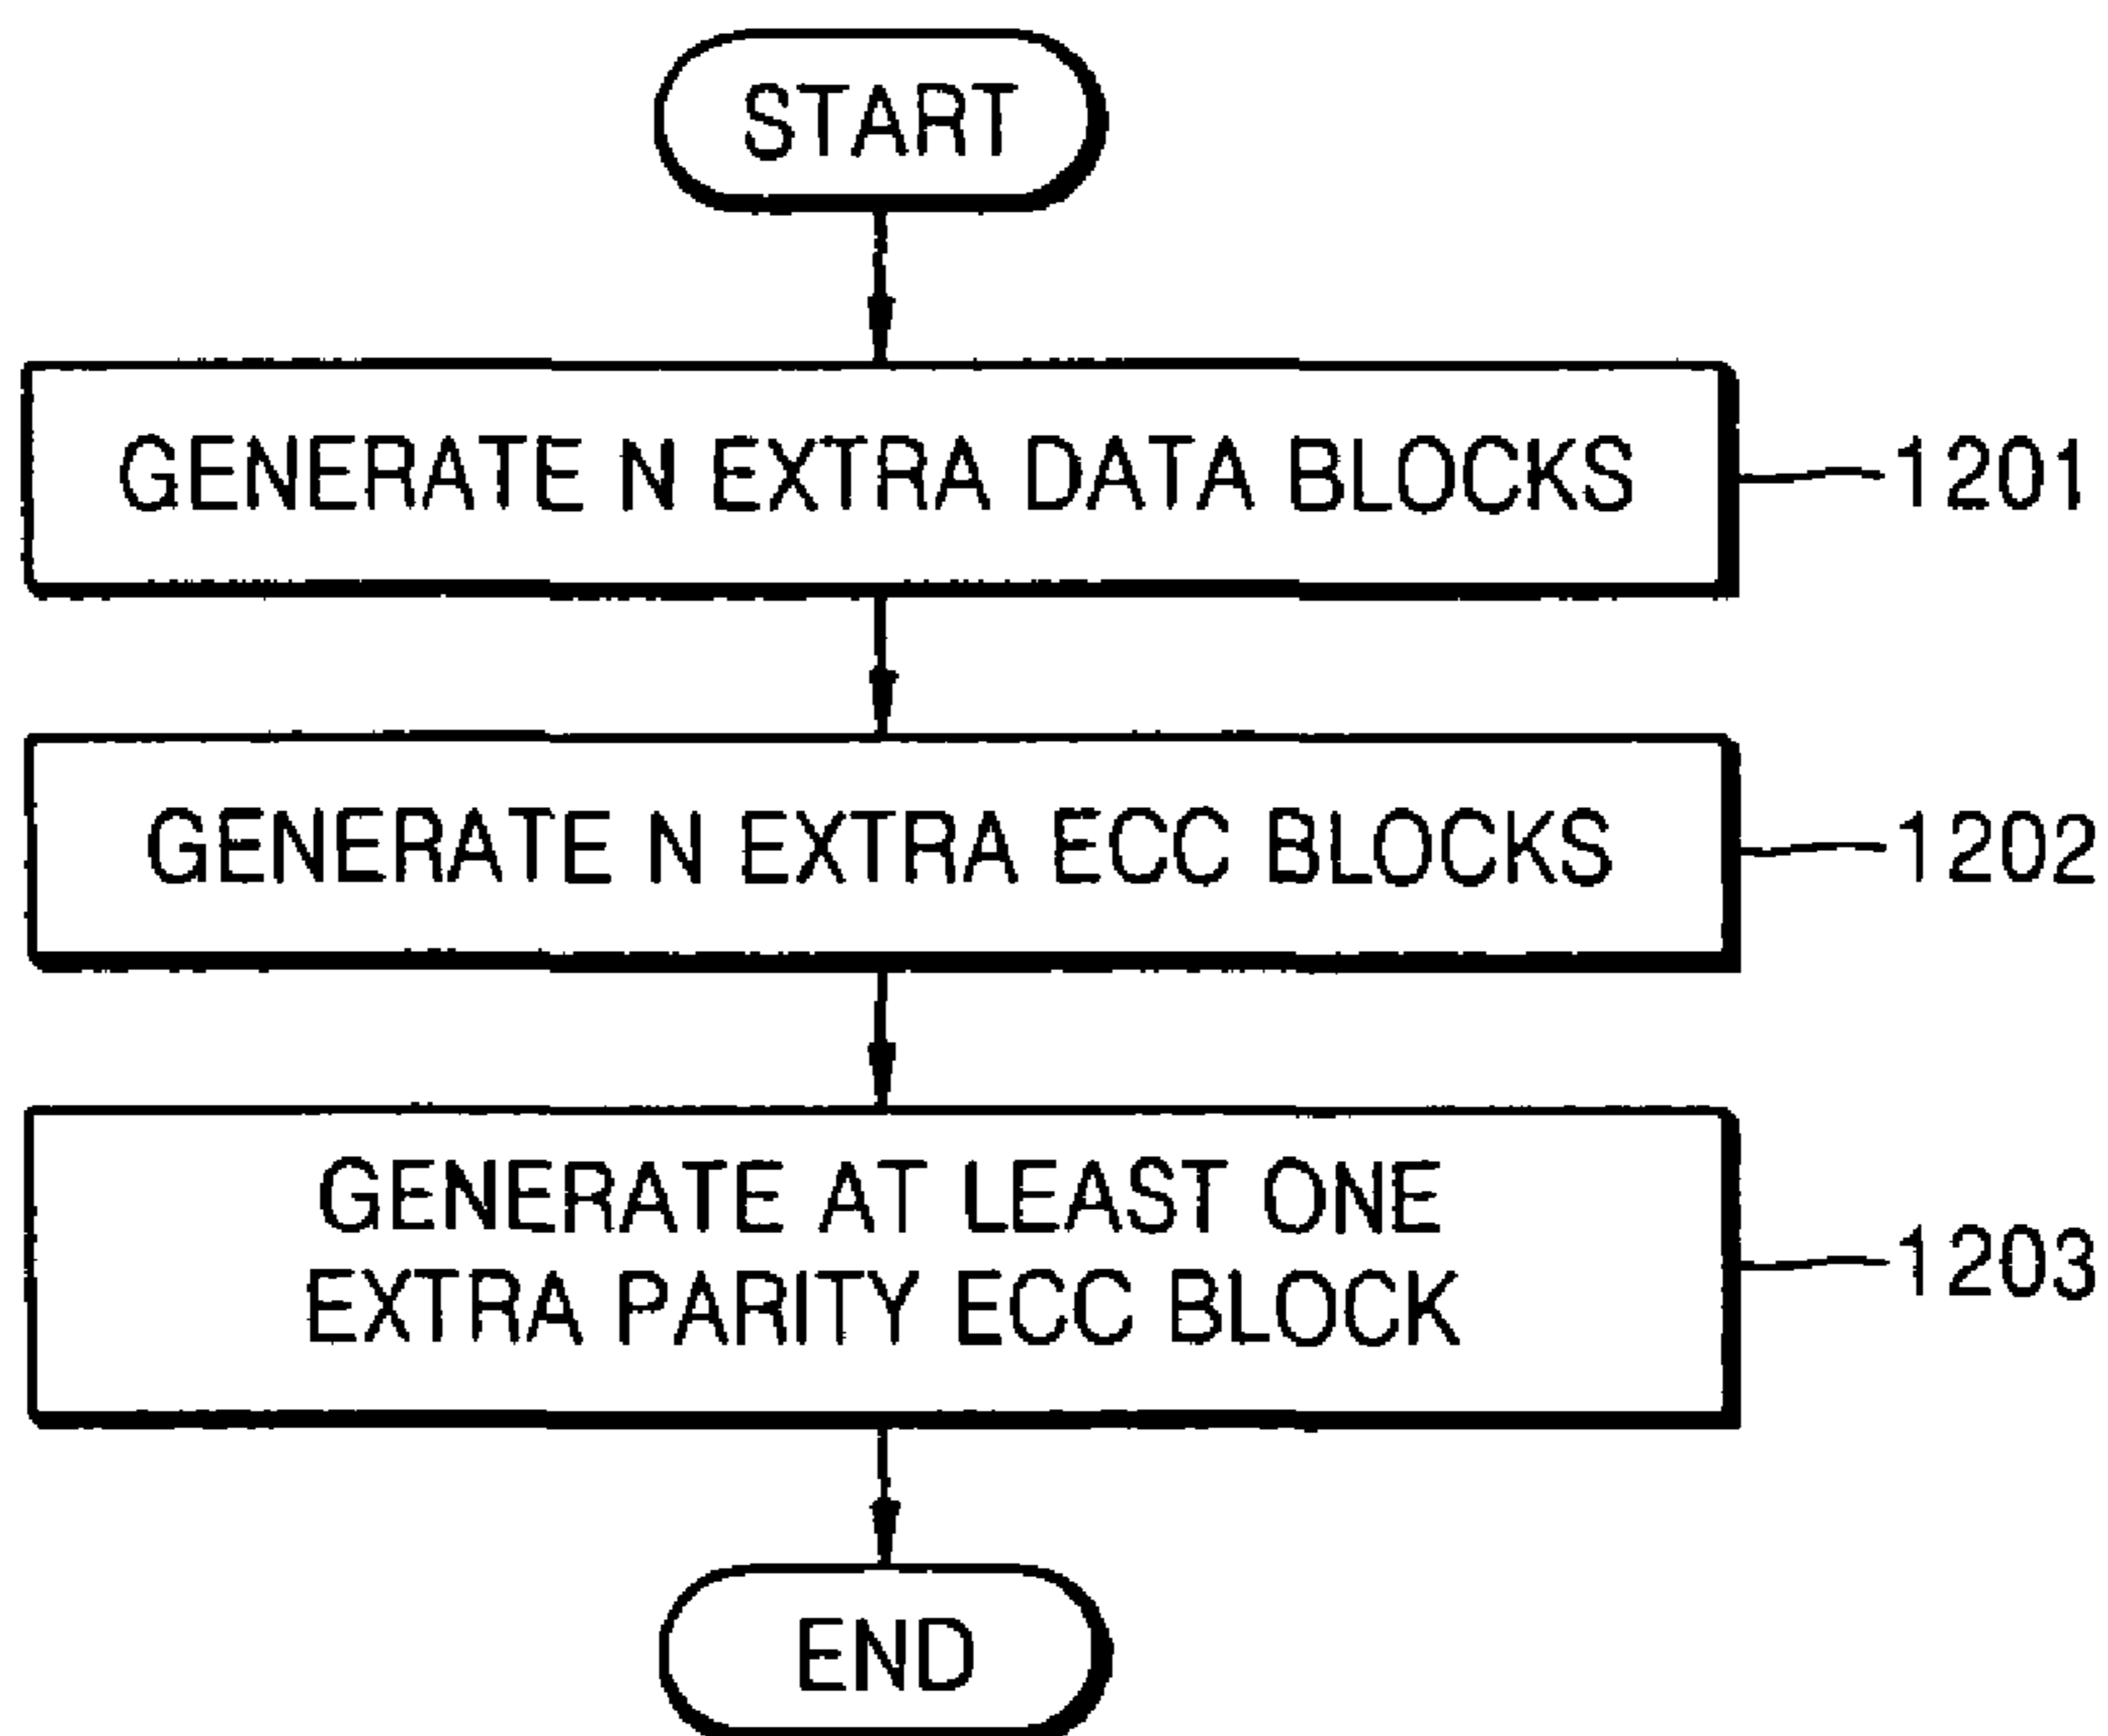 START
GENERATE N EXTRA DATA BLOCKS
1201
GENERATE N EXTRA ECC BLOCKS
1202
GENERATE AT LEAST ONE
EXTRA PARITY ECC BLOCK
1203
END